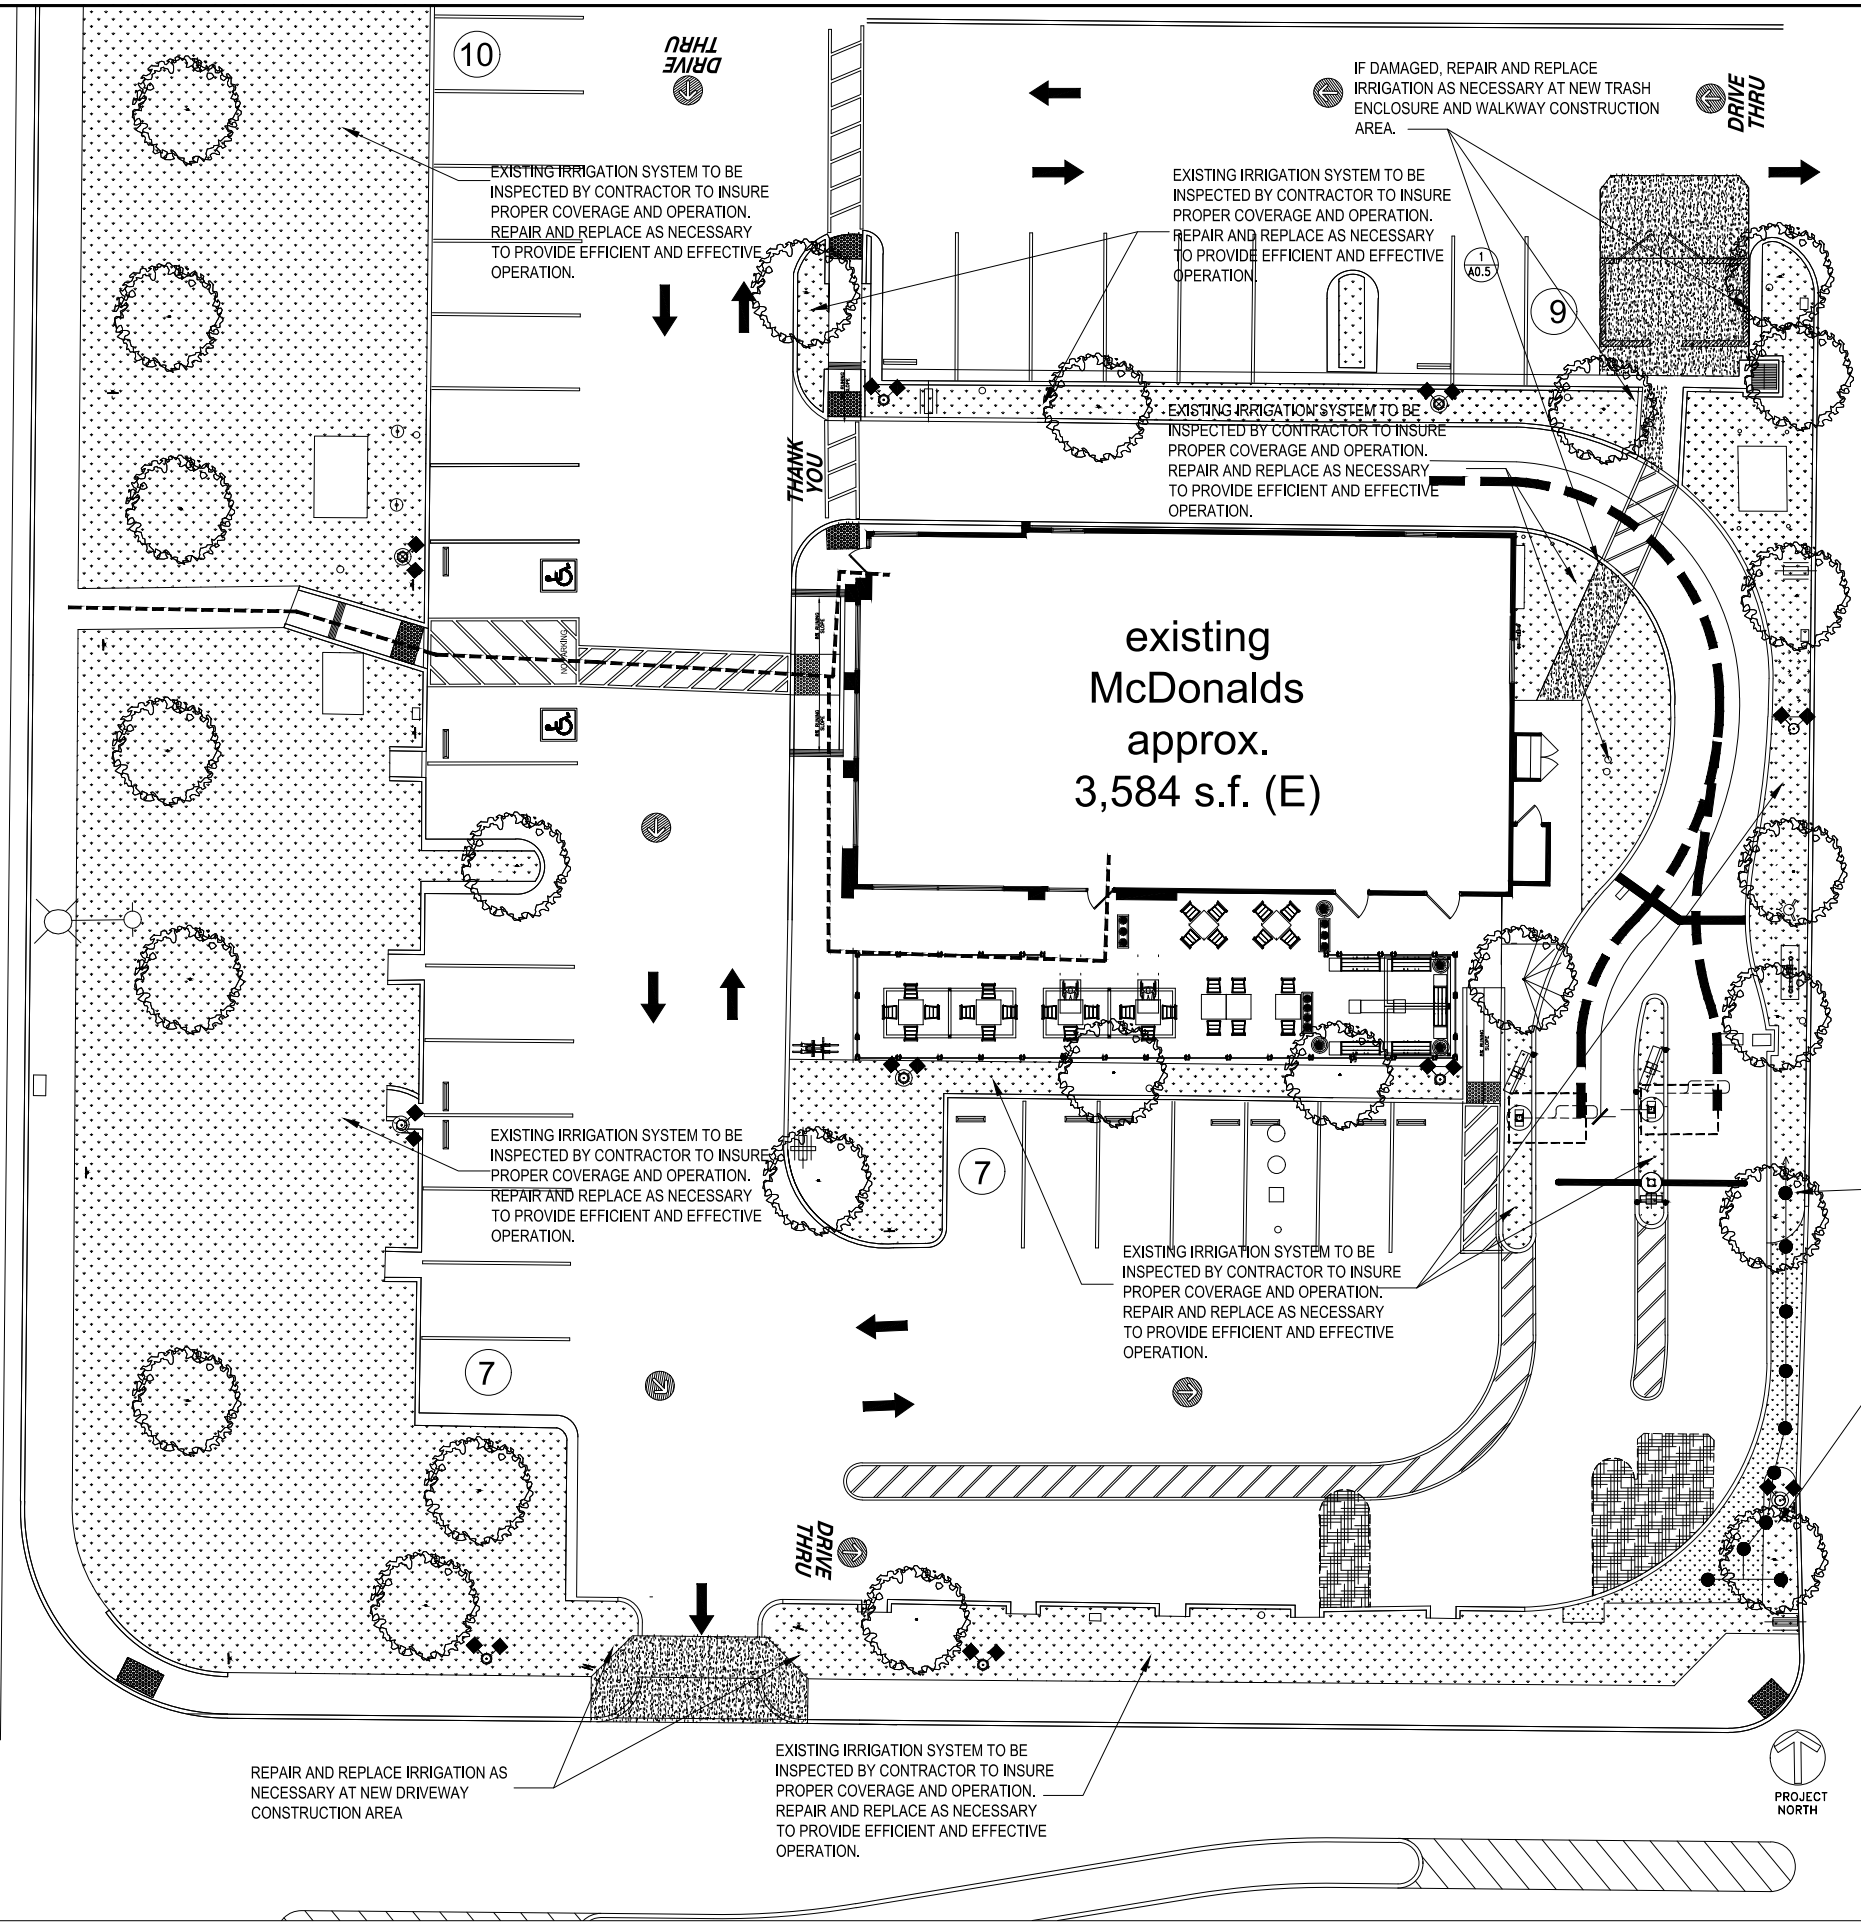 10
DRIVE
THRU
IF DAMAGED, REPAIR AND REPLACE
IRRIGATION AS NECESSARY AT NEW TRASH
ENCLOSURE AND WALKWAY CONSTRUCTION
AREA.
DRIVE
THRU
EXISTING IRRIGATION SYSTEM TO BE
INSPECTED BY CONTRACTOR TO INSURE
PROPER COVERAGE AND OPERATION.
REPAIR AND REPLACE AS NECESSARY
TO PROVIDE EFFICIENT AND EFFECTIVE
OPERATION.
EXISTING IRRIGATION SYSTEM TO BE
INSPECTED BY CONTRACTOR TO INSURE
PROPER COVERAGE AND OPERATION.
REPAIR AND REPLACE AS NECESSARY
TO PROVIDE EFFICIENT AND EFFECTIVE
OPERATION.
1
A0.5
9
EXISTING IRRIGATION SYSTEM TO BE
INSPECTED BY CONTRACTOR TO INSURE
PROPER COVERAGE AND OPERATION.
REPAIR AND REPLACE AS NECESSARY
TO PROVIDE EFFICIENT AND EFFECTIVE
OPERATION.
THANK
YOU
NO PARKING
existing
McDonalds
approx.
3,584 s.f. (E)
EXISTING IRRIGATION SYSTEM TO BE
INSPECTED BY CONTRACTOR TO INSURE
PROPER COVERAGE AND OPERATION.
REPAIR AND REPLACE AS NECESSARY
TO PROVIDE EFFICIENT AND EFFECTIVE
OPERATION.
7
EXISTING IRRIGATION SYSTEM TO BE
INSPECTED BY CONTRACTOR TO INSURE
PROPER COVERAGE AND OPERATION.
REPAIR AND REPLACE AS NECESSARY
TO PROVIDE EFFICIENT AND EFFECTIVE
OPERATION.
7
DRIVE
THRU
REPAIR AND REPLACE IRRIGATION AS
NECESSARY AT NEW DRIVEWAY
CONSTRUCTION AREA
EXISTING IRRIGATION SYSTEM TO BE
INSPECTED BY CONTRACTOR TO INSURE
PROPER COVERAGE AND OPERATION.
REPAIR AND REPLACE AS NECESSARY
TO PROVIDE EFFICIENT AND EFFECTIVE
OPERATION.
PROJECT
NORTH